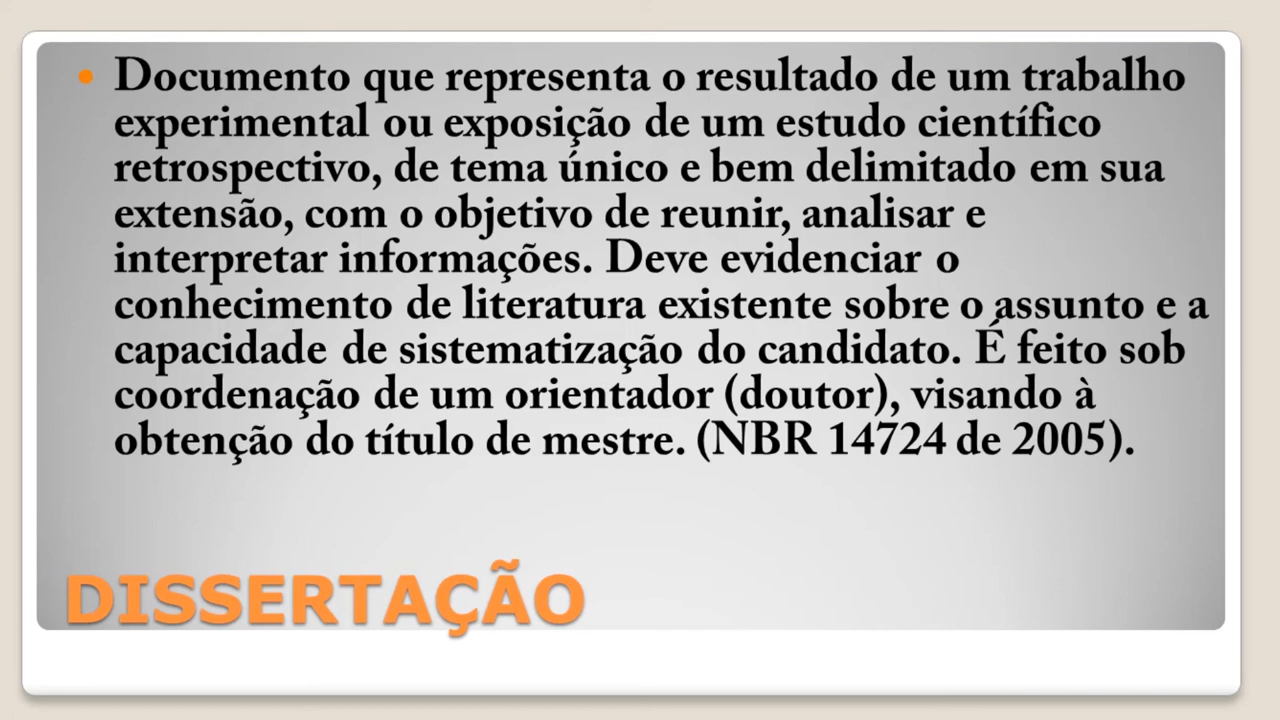 Documento que representa o resultado de um trabalho
experimental ou exposição de um estudo científico
retrospectivo, de tema único e bem delimitado em sua
extensão, com o objetivo de reunir, analisar e
interpretar informações. Deve evidenciar o
conhecimento de literatura existente sobre o assunto e a
capacidade de sistematização do candidato. É feito sob
coordenação de um orientador (doutor), visando à
obtenção do título de mestre. (NBR 14724 de 2005).
DISSERTAÇÃO